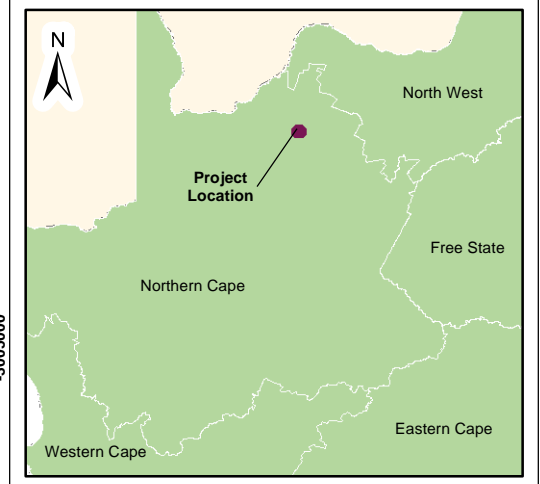 N
North West
Project
Location
Free State
Northern Cape
Eastern Cape
Western Cape